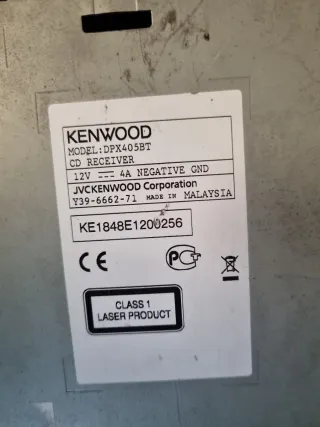 KENWOOD
MODEL:DPX405BT
CD RECEIVER
12V ⎓ 4A NEGATIVE GND
JVCKENWOOD Corporation
Y39-6662-71 MADE IN MALAYSIA
KE1848E1200256
CE
PCT
CLASS 1
LASER PRODUCT